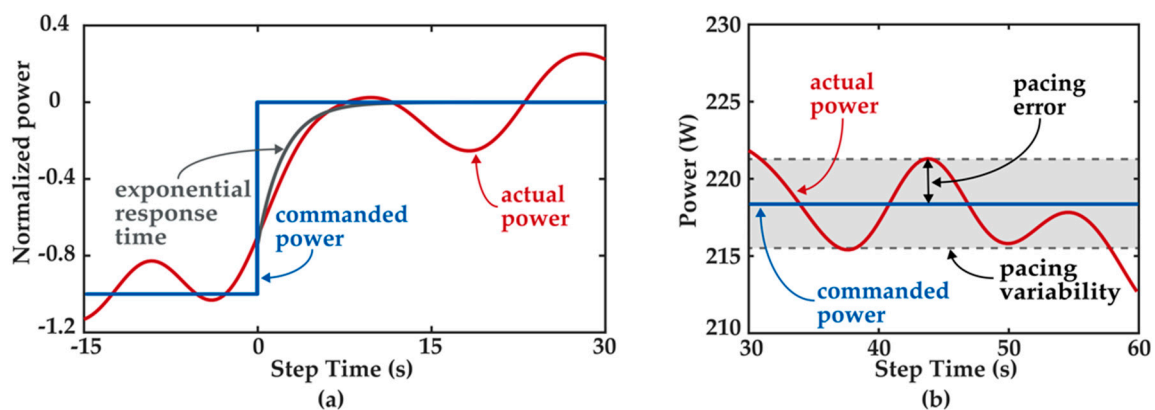 0.4
0
-0.4
-0.8
-1.2
Normalized power
exponential
response
time
commanded
power
actual
power
-15
0
15
30
Step Time (s)
(a)
230
225
220
215
210
Power (W)
actual
power
pacing
error
commanded
power
pacing
variability
30
40
50
60
Step Time (s)
(b)